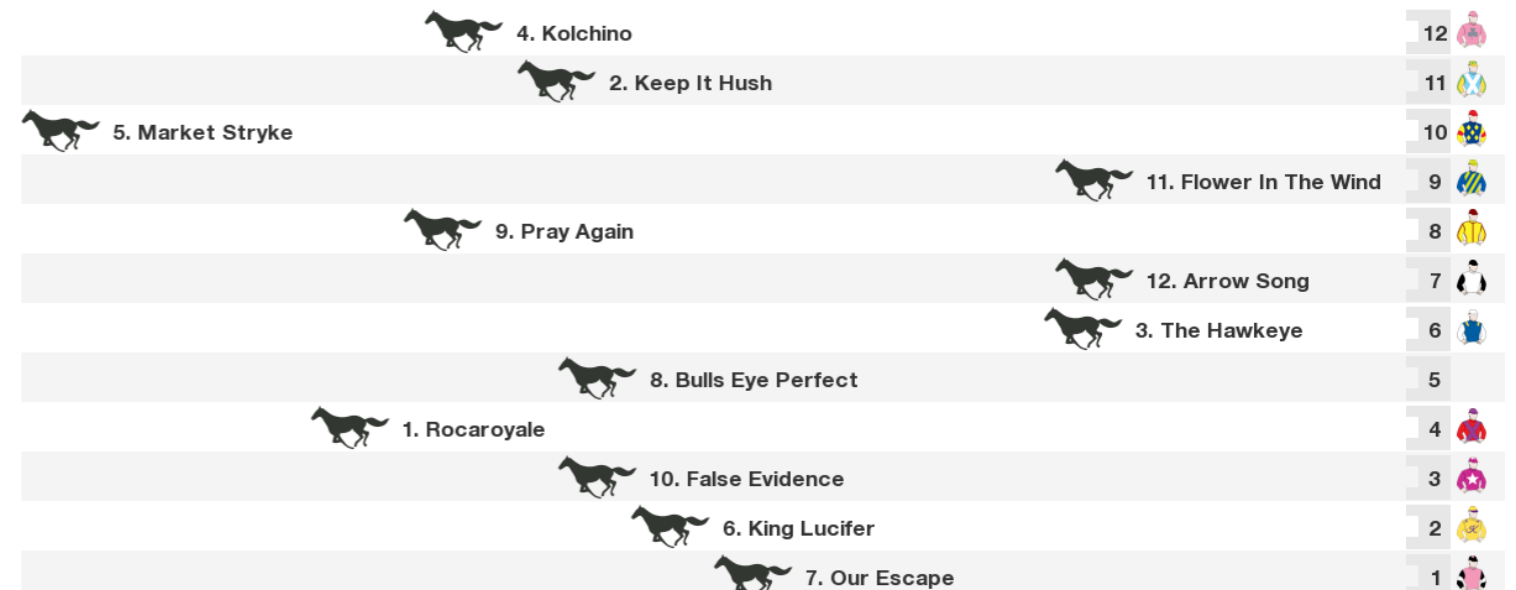 4. Kolchino 12
2. Keep It Hush 11
5. Market Stryke 10
11. Flower In The Wind 9
9. Pray Again 8
12. Arrow Song 7
3. The Hawkeye 6
8. Bulls Eye Perfect 5
1. Rocaroyale 4
10. False Evidence 3
6. King Lucifer 2
7. Our Escape 1